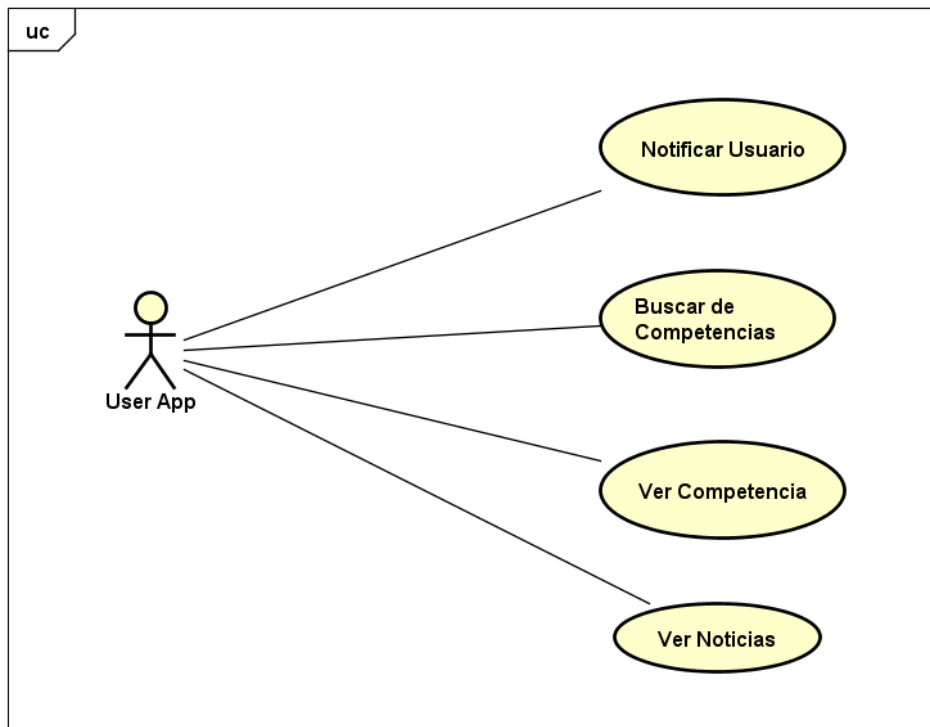 uc
Notificar Usuario
Buscar de
Competencias
User App
Ver Competencia
Ver Noticias